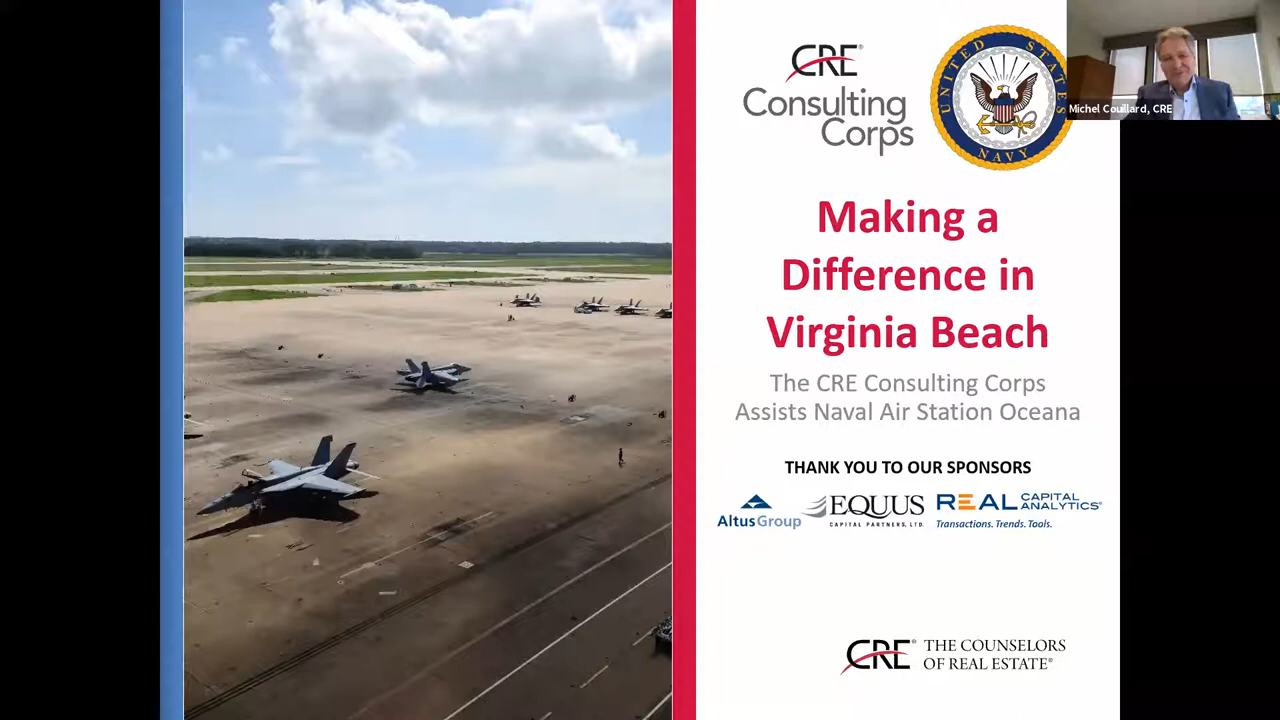 CRE®
Consulting
Corps
UNITED STATES
NAVY
Michel Couillard, CRE
Making a
Difference in
Virginia Beach
The CRE Consulting Corps
Assists Naval Air Station Oceana
THANK YOU TO OUR SPONSORS
AltusGroup
EQUUS
CAPITAL PARTNERS, LTD.
REAL CAPITAL
ANALYTICS®
Transactions. Trends. Tools.
CRE® THE COUNSELORS
OF REAL ESTATE®